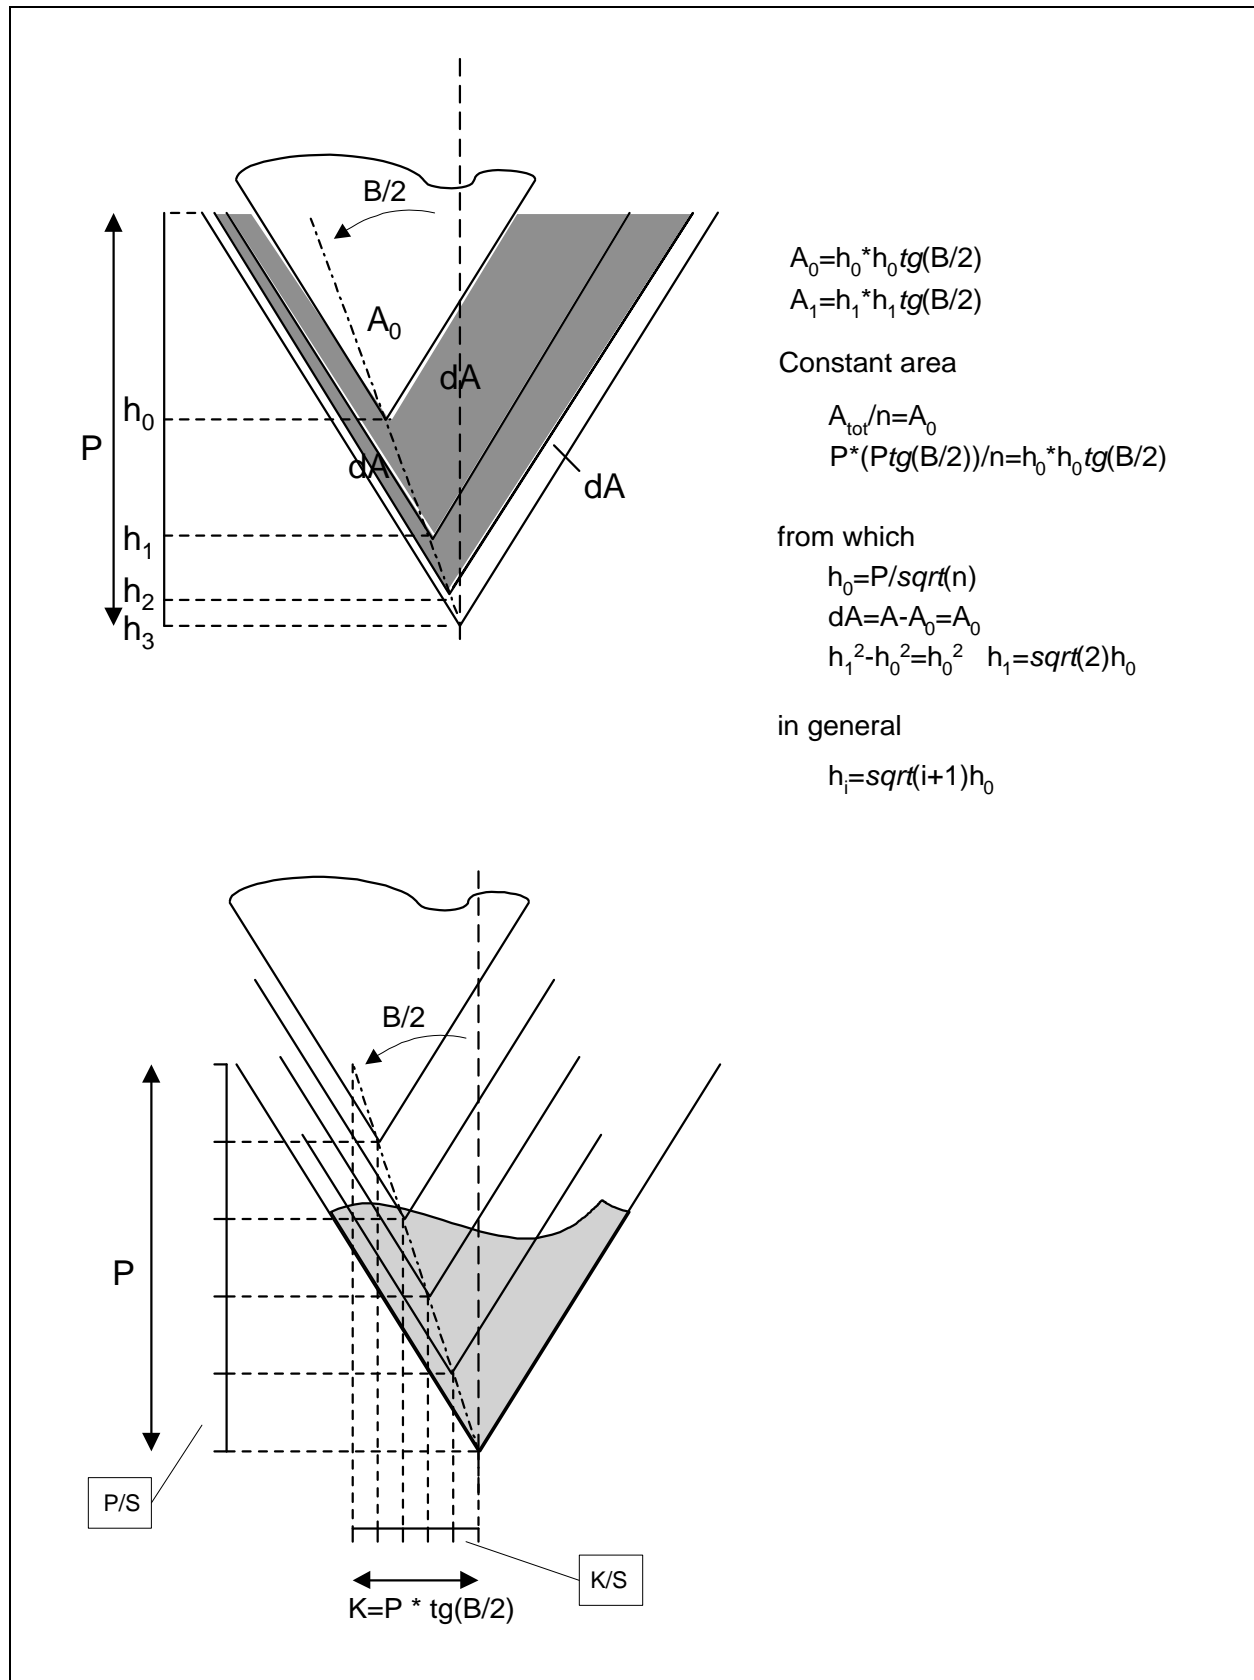 B/2
A₀
dA
dA
dA
P
h₀
h₁
h₂
h₃
A₀=h₀*h₀tg(B/2)
A₁=h₁*h₁tg(B/2)
Constant area
Aₜₒₜ/n=A₀
P*(Ptg(B/2))/n=h₀*h₀tg(B/2)
from which
h₀=P/sqrt(n)
dA=A-A₀=A₀
h₁²-h₀²=h₀² h₁=sqrt(2)h₀
in general
hᵢ=sqrt(i+1)h₀
B/2
P
P/S
K/S
K=P * tg(B/2)